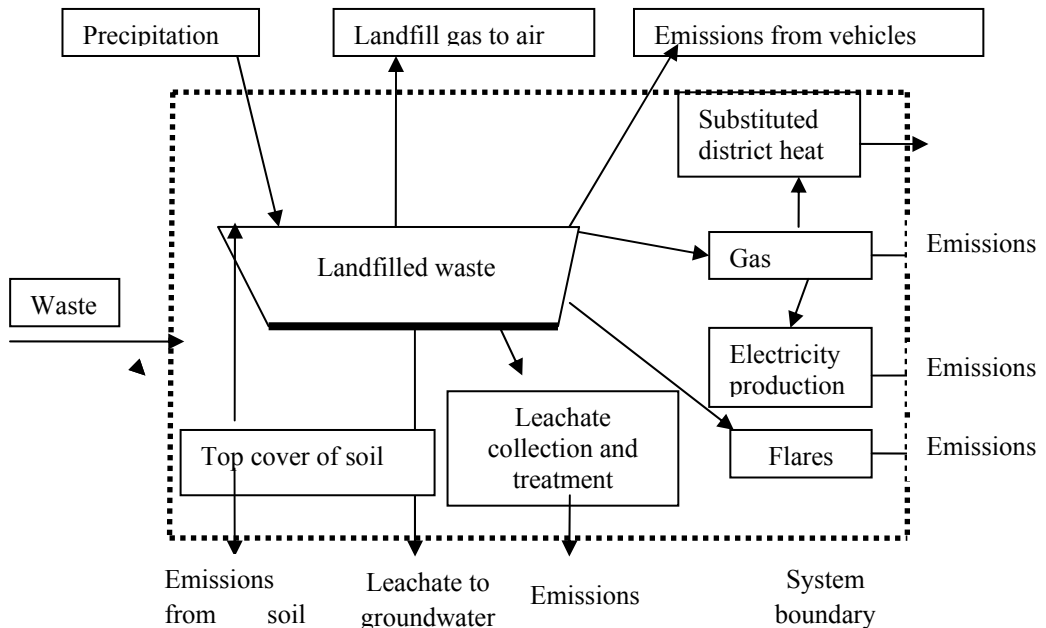 Precipitation
Landfill gas to air
Emissions from vehicles
Substituted
district heat
Landfilled waste
Gas
Emissions
Waste
Electricity
production
Emissions
Leachate
collection and
treatment
Top cover of soil
Flares
Emissions
Emissions
from soil
Leachate to
groundwater
Emissions
System
boundary